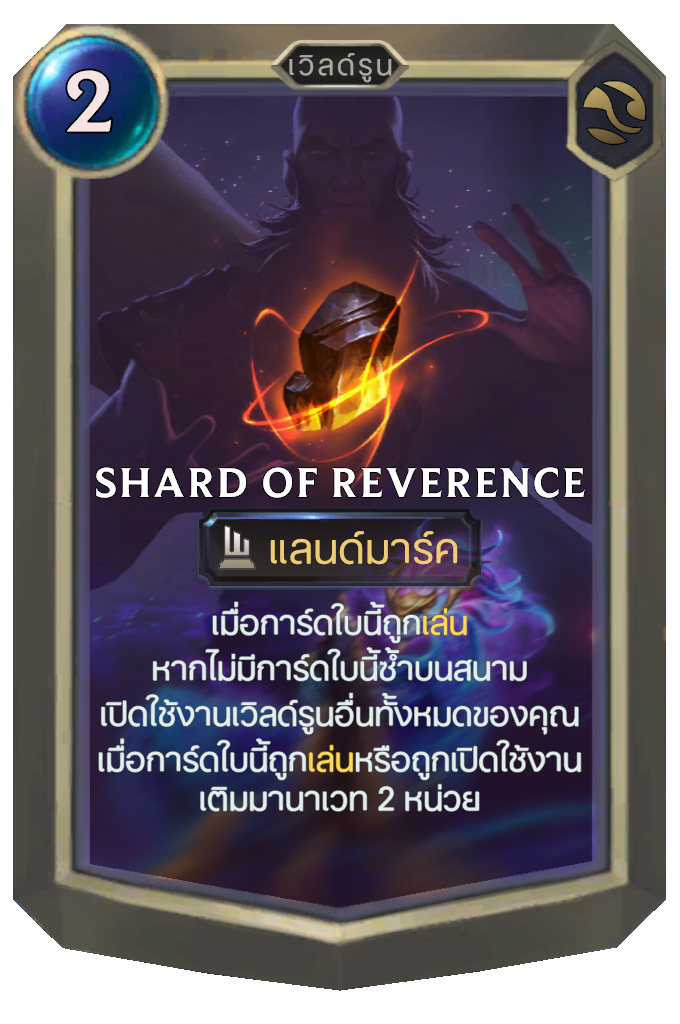 เวิลด์รูน
2
SHARD OF REVERENCE
แลนด์มาร์ค
เมื่อการ์ดใบนี้ถูกเล่น
หากไม่มีการ์ดใบนี้ซ้ำบนสนาม
เปิดใช้งานเวิลด์รูนอื่นทั้งหมดของคุณ
เมื่อการ์ดใบนี้ถูกเล่นหรือถูกเปิดใช้งาน
เติมมานาเวท 2 หน่วย